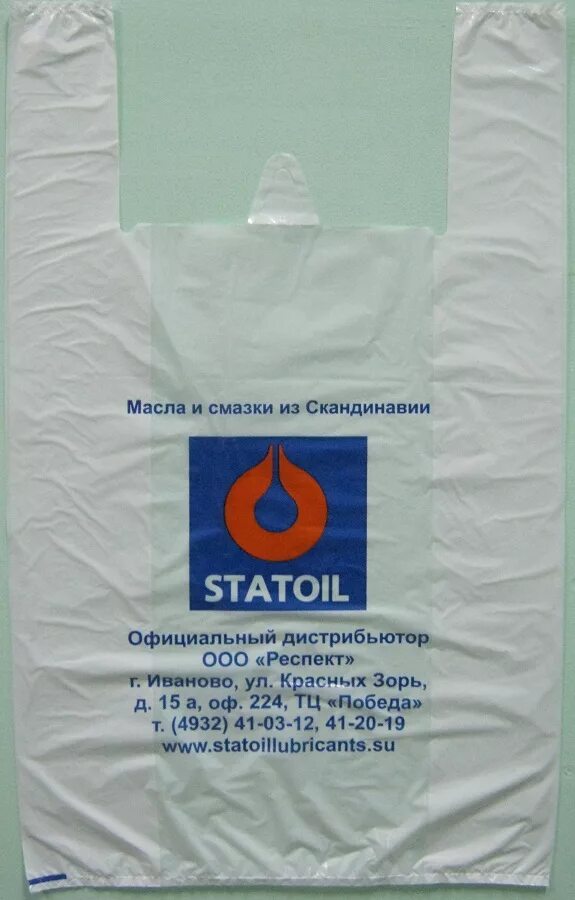 Масла и смазки из Скандинавии
STATOIL
Официальный дистрибьютор
ООО «Респект»
г. Иваново, ул. Красных Зорь,
д. 15 а, оф. 224, ТЦ «Победа»
т. (4932) 41-03-12, 41-20-19
www.statoillubricants.su